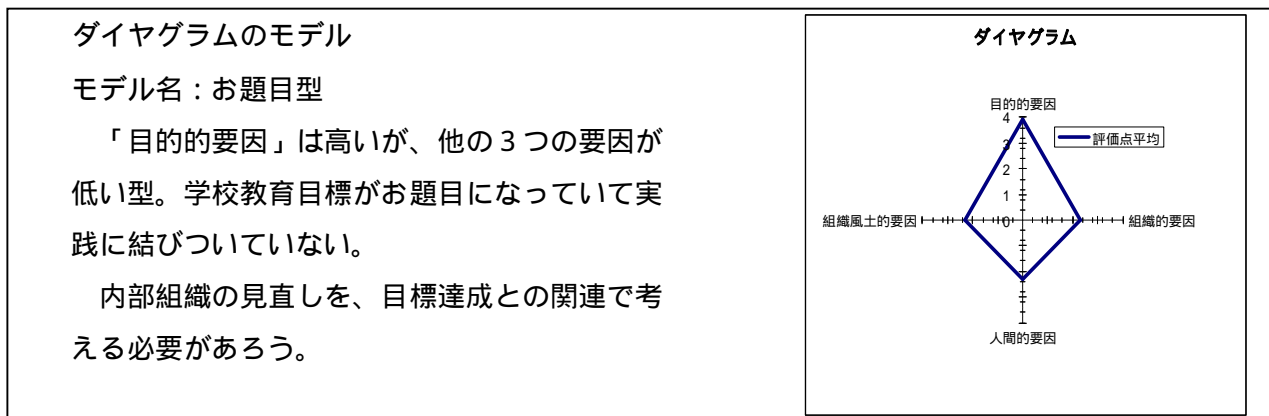 ダイヤグラムのモデル
モデル名：お題目型
「目的的要因」は高いが、他の３つの要因が
低い型。学校教育目標がお題目になっていて実
践に結びついていない。
内部組織の見直しを、目標達成との関連で考
える必要があろう。
ダイヤグラム
目的的要因
4
3
2
1
0
評価点平均
組織風土的要因
組織的要因
人間的要因